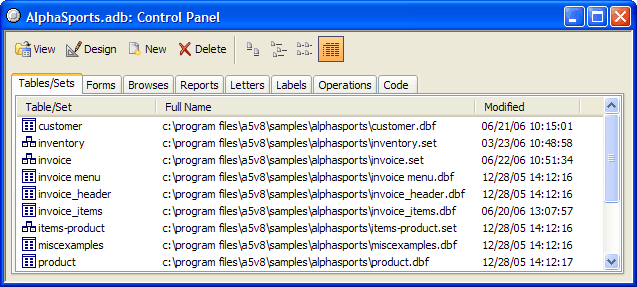 AlphaSports.adb: Control Panel
View Design New Delete
Tables/Sets Forms Browses Reports Letters Labels Operations Code
Table/Set Full Name Modified
customer c:\program files\a5v8\samples\alphasports\customer.dbf 06/21/06 10:15:01
inventory c:\program files\a5v8\samples\alphasports\inventory.set 03/23/06 10:48:58
invoice c:\program files\a5v8\samples\alphasports\invoice.set 06/22/06 10:51:34
invoice menu c:\program files\a5v8\samples\alphasports\invoice menu.dbf 12/28/05 14:12:16
invoice_header c:\program files\a5v8\samples\alphasports\invoice_header.dbf 12/28/05 14:12:16
invoice_items c:\program files\a5v8\samples\alphasports\invoice_items.dbf 06/20/06 13:07:57
items-product c:\program files\a5v8\samples\alphasports\items-product.set 12/28/05 14:12:16
miscexamples c:\program files\a5v8\samples\alphasports\miscexamples.dbf 12/28/05 14:12:16
product c:\program files\a5v8\samples\alphasports\product.dbf 12/28/05 14:12:17